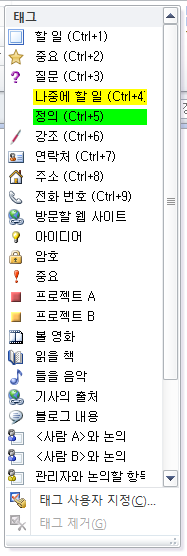 태그
할 일 (Ctrl+1)
중요 (Ctrl+2)
질문 (Ctrl+3)
나중에 할 일 (Ctrl+4)
정의 (Ctrl+5)
강조 (Ctrl+6)
연락처 (Ctrl+7)
주소 (Ctrl+8)
전화 번호 (Ctrl+9)
방문할 웹 사이트
아이디어
암호
중요
프로젝트 A
프로젝트 B
볼 영화
읽을 책
들을 음악
기사의 출처
블로그 내용
<사람 A>와 논의
<사람 B>와 논의
관리자와 논의할 항목
태그 사용자 지정(C)...
태그 제거(G)